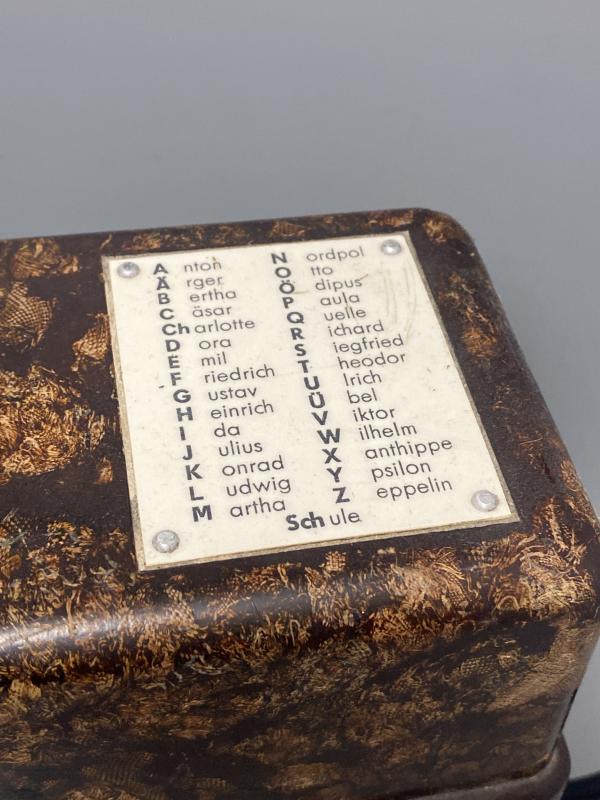 A nton
Ä rger
B ertha
C äsar
Ch arlotte
D ora
E mil
F riedrich
G ustav
H einrich
I da
J ulius
K onrad
L udwig
M artha
N ordpol
O tto
Ö dipus
P aula
Q uelle
R ichard
S iegfried
T heodor
U lrich
Ü bel
V iktor
W ilhelm
X anthippe
Y psilon
Z eppelin
Sch ule